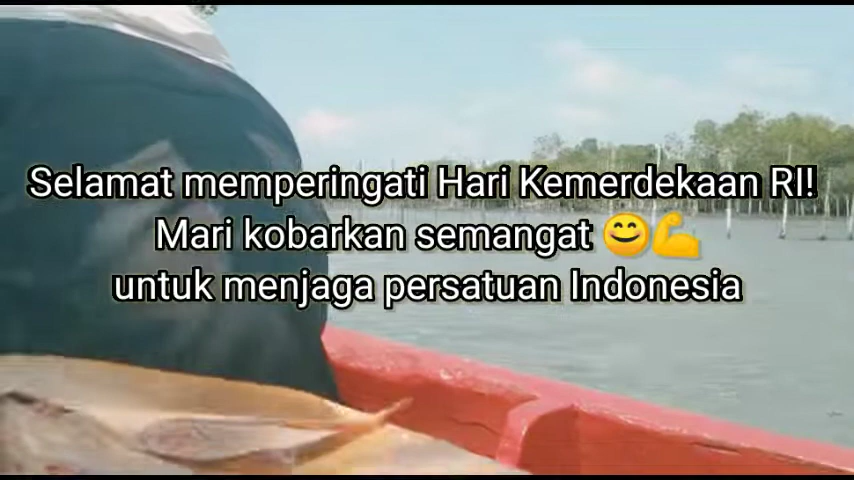 Selamat memperingati Hari Kemerdekaan RI!
Mari kobarkan semangat 😊💪
untuk menjaga persatuan Indonesia